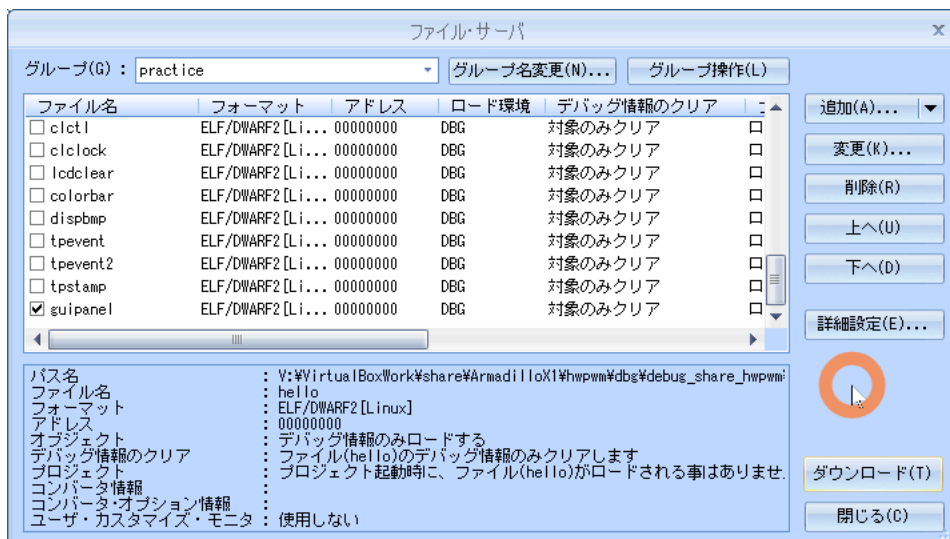 ファイル・サーバ
グループ(G) : practice グループ名変更(N)... グループ操作(L)
ファイル名 フォーマット アドレス ロード環境 デバッグ情報のクリア
clctl ELF/DWARF2[Li... 00000000 DBG 対象のみクリア ロ
clclock ELF/DWARF2[Li... 00000000 DBG 対象のみクリア ロ
lcdclear ELF/DWARF2[Li... 00000000 DBG 対象のみクリア ロ
colorbar ELF/DWARF2[Li... 00000000 DBG 対象のみクリア ロ
dispbmp ELF/DWARF2[Li... 00000000 DBG 対象のみクリア ロ
tpevent ELF/DWARF2[Li... 00000000 DBG 対象のみクリア ロ
tpevent2 ELF/DWARF2[Li... 00000000 DBG 対象のみクリア ロ
tpstamp ELF/DWARF2[Li... 00000000 DBG 対象のみクリア ロ
guipanel ELF/DWARF2[Li... 00000000 DBG 対象のみクリア ロ
追加(A)...
変更(K)...
削除(R)
上へ(U)
下へ(D)
詳細設定(E)...
パス名 : V:¥VirtualBoxWork¥share¥ArmadilloX1¥hwpwm¥dbg¥debug_share_hwpwm
ファイル名 : hello
フォーマット : ELF/DWARF2[Linux]
アドレス : 00000000
オブジェクト : デバッグ情報のみロードする
デバッグ情報のクリア : ファイル(hello)のデバッグ情報のみクリアします
プロジェクト : プロジェクト起動時に、ファイル(hello)がロードされる事はありませ
コンバータ情報 :
コンバータ・オプション情報 :
ユーザ・カスタマイズ・モニタ : 使用しない
ダウンロード(T)
閉じる(C)